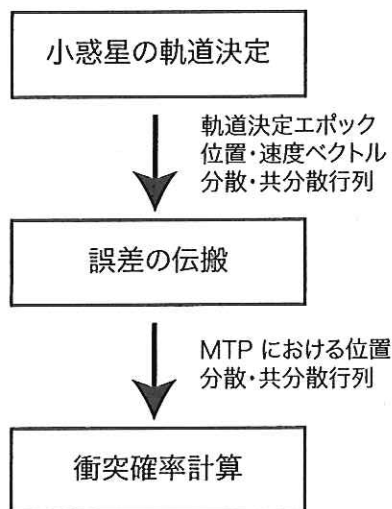 小惑星の軌道決定
軌道決定エポック
位置・速度ベクトル
分散・共分散行列
誤差の伝搬
MTP における位置
分散・共分散行列
衝突確率計算